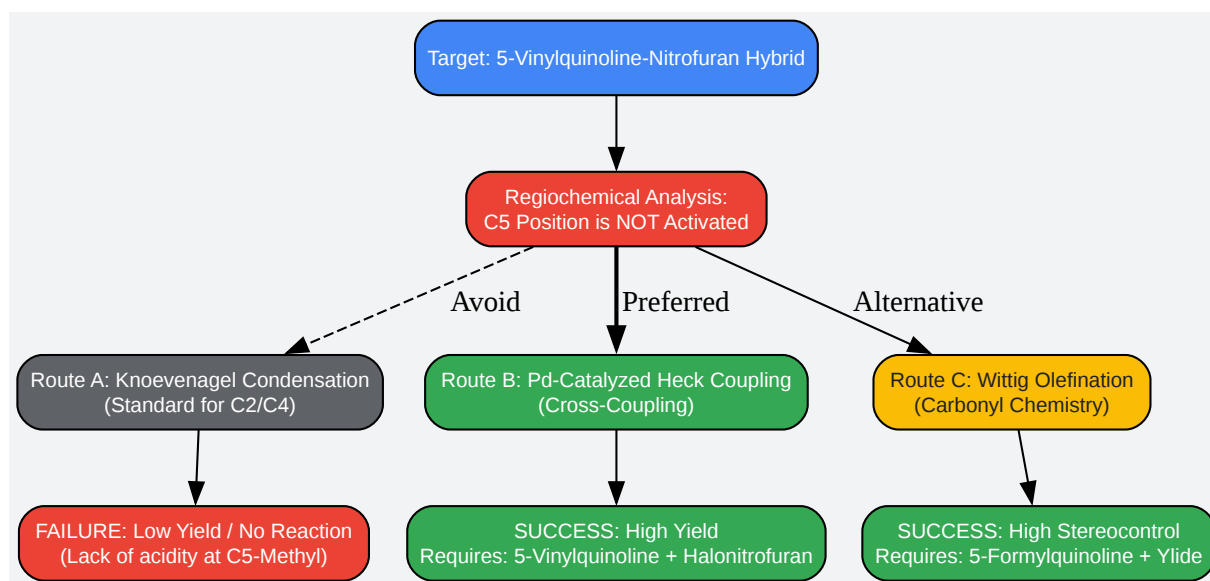 Target: 5-Vinylquinoline-Nitrofuran Hybrid
Regiochemical Analysis:
C5 Position is NOT Activated
Avoid
Preferred
Alternative
Route A: Knoevenagel Condensation
(Standard for C2/C4)
Route B: Pd-Catalyzed Heck Coupling
(Cross-Coupling)
Route C: Wittig Olefination
(Carbonyl Chemistry)
FAILURE: Low Yield / No Reaction
(Lack of acidity at C5-Methyl)
SUCCESS: High Yield
Requires: 5-Vinylquinoline + Halonitrofuran
SUCCESS: High Stereocontrol
Requires: 5-Formylquinoline + Ylide